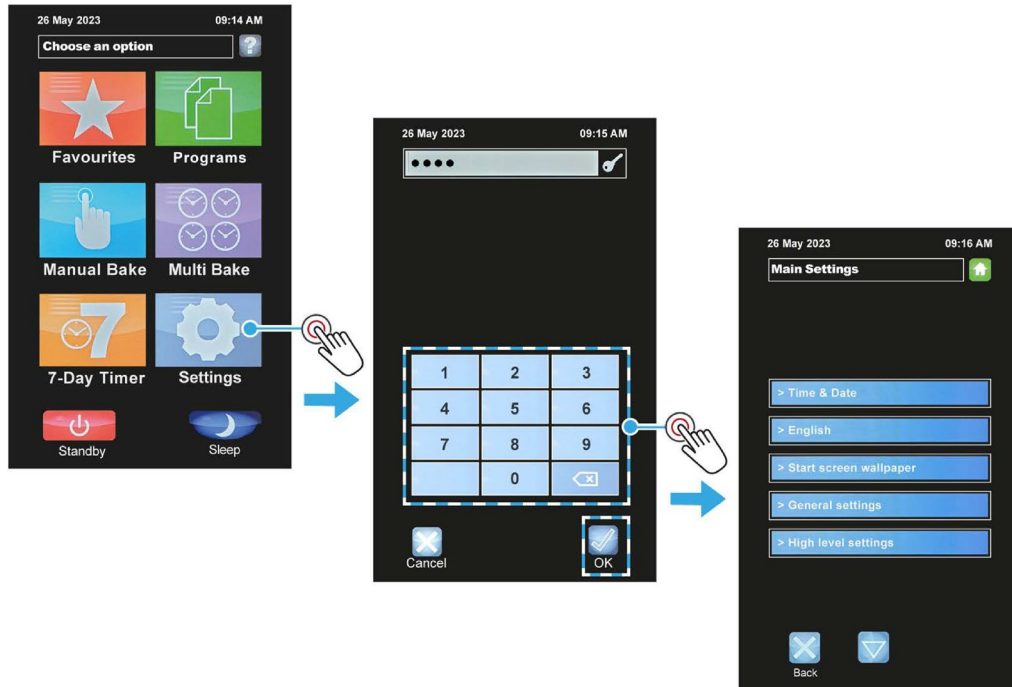 26 May 2023 09:14 AM
Choose an option ?
Favourites Programs
Manual Bake Multi Bake
7
7-Day Timer Settings
Standby Sleep
26 May 2023 09:15 AM
••••
1 2 3
4 5 6
7 8 9
0
Cancel OK
26 May 2023 09:16 AM
Main Settings
> Time & Date
> English
> Start screen wallpaper
> General settings
> High level settings
Back